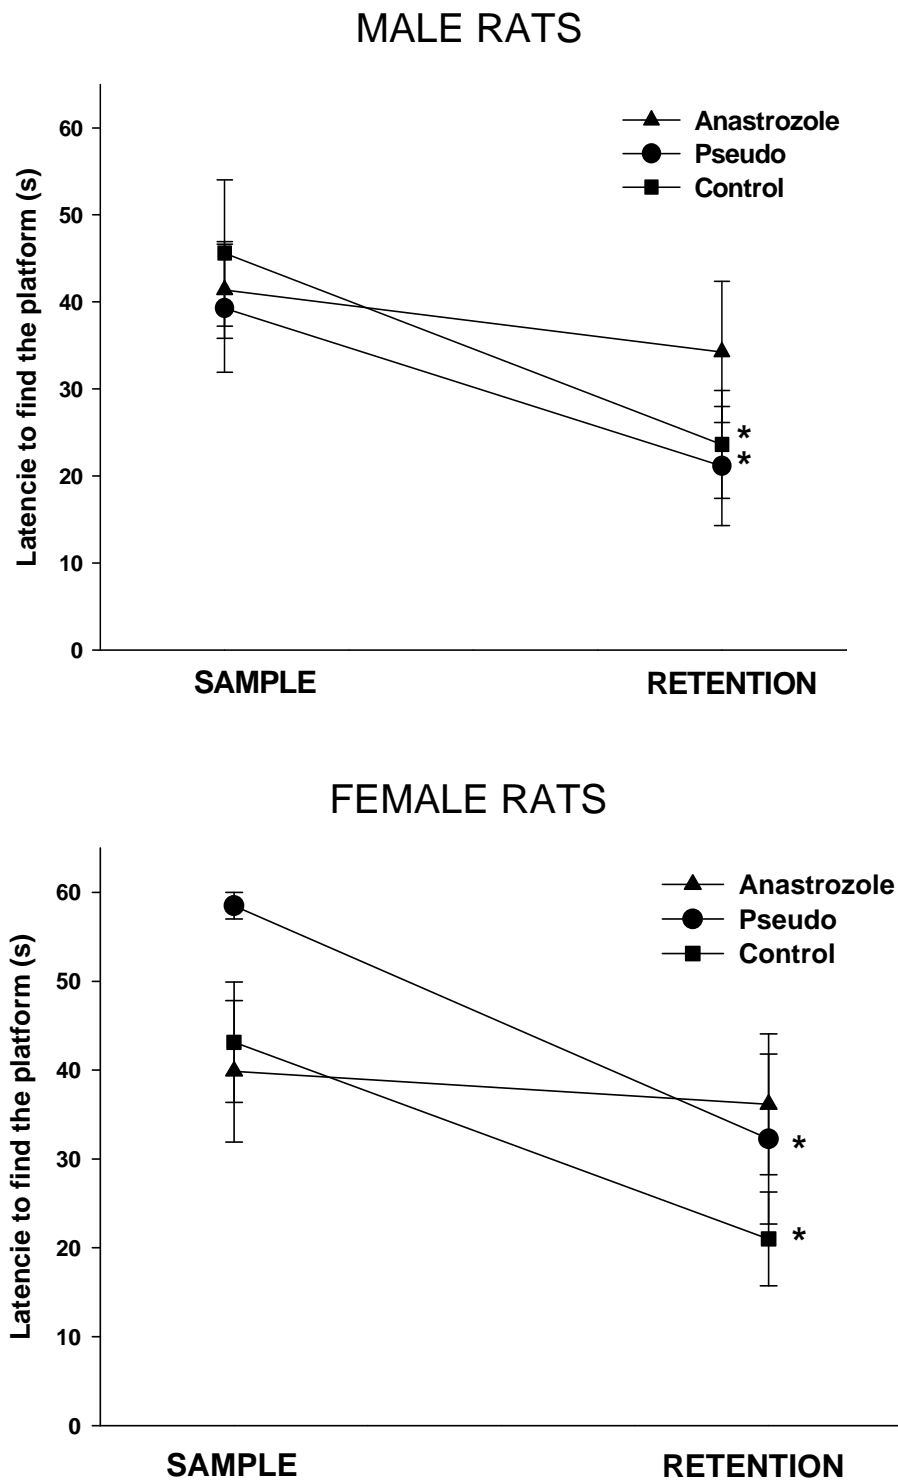 MALE RATS
Anastrozole
Pseudo
Control
Latencie to find the platform (s)
60
50
40
30
20
10
0
*
*
SAMPLE RETENTION
FEMALE RATS
Anastrozole
Pseudo
Control
Latencie to find the platform (s)
60
50
40
30
20
10
0
*
*
SAMPLE RETENTION